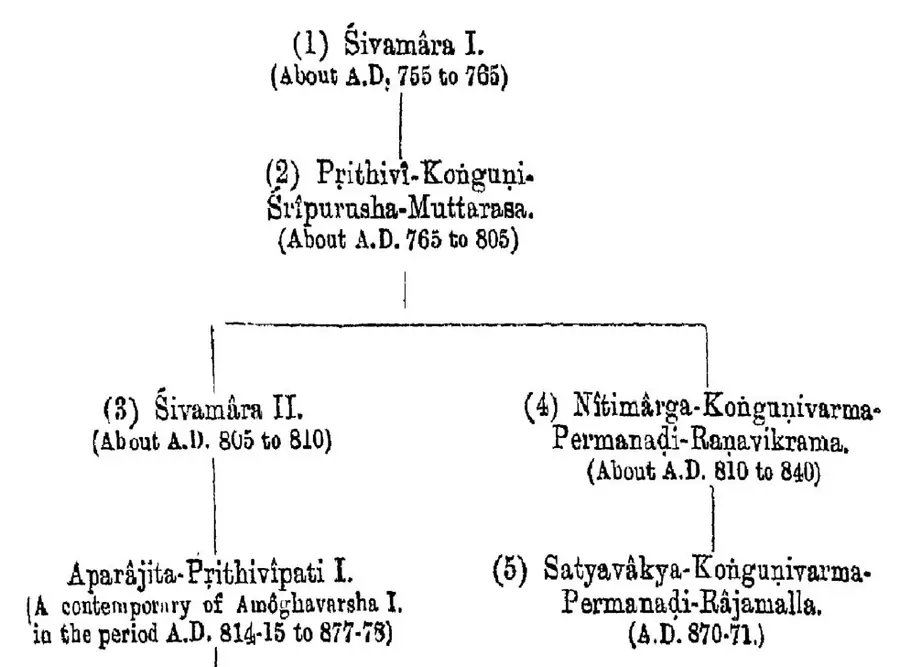 (1) Śivamâra I.
(About A.D. 755 to 765)
(2) Pṛithivî-Koṅguṇi-
Śrîpurusha-Muttarasa.
(About A.D. 765 to 805)
(3) Śivamâra II.
(About A.D. 805 to 810)
(4) Nîtimârga-Koṅguṇivarma-
Permanaḍi-Raṇavikrama.
(About A.D. 810 to 840)
Aparâjita-Pṛithivîpati I.
(A contemporary of Amôghavarsha I.
in the period A.D. 814-15 to 877-78)
(5) Satyavâkya-Koṅguṇivarma-
Permanaḍi-Râjamalla.
(A.D. 870-71.)